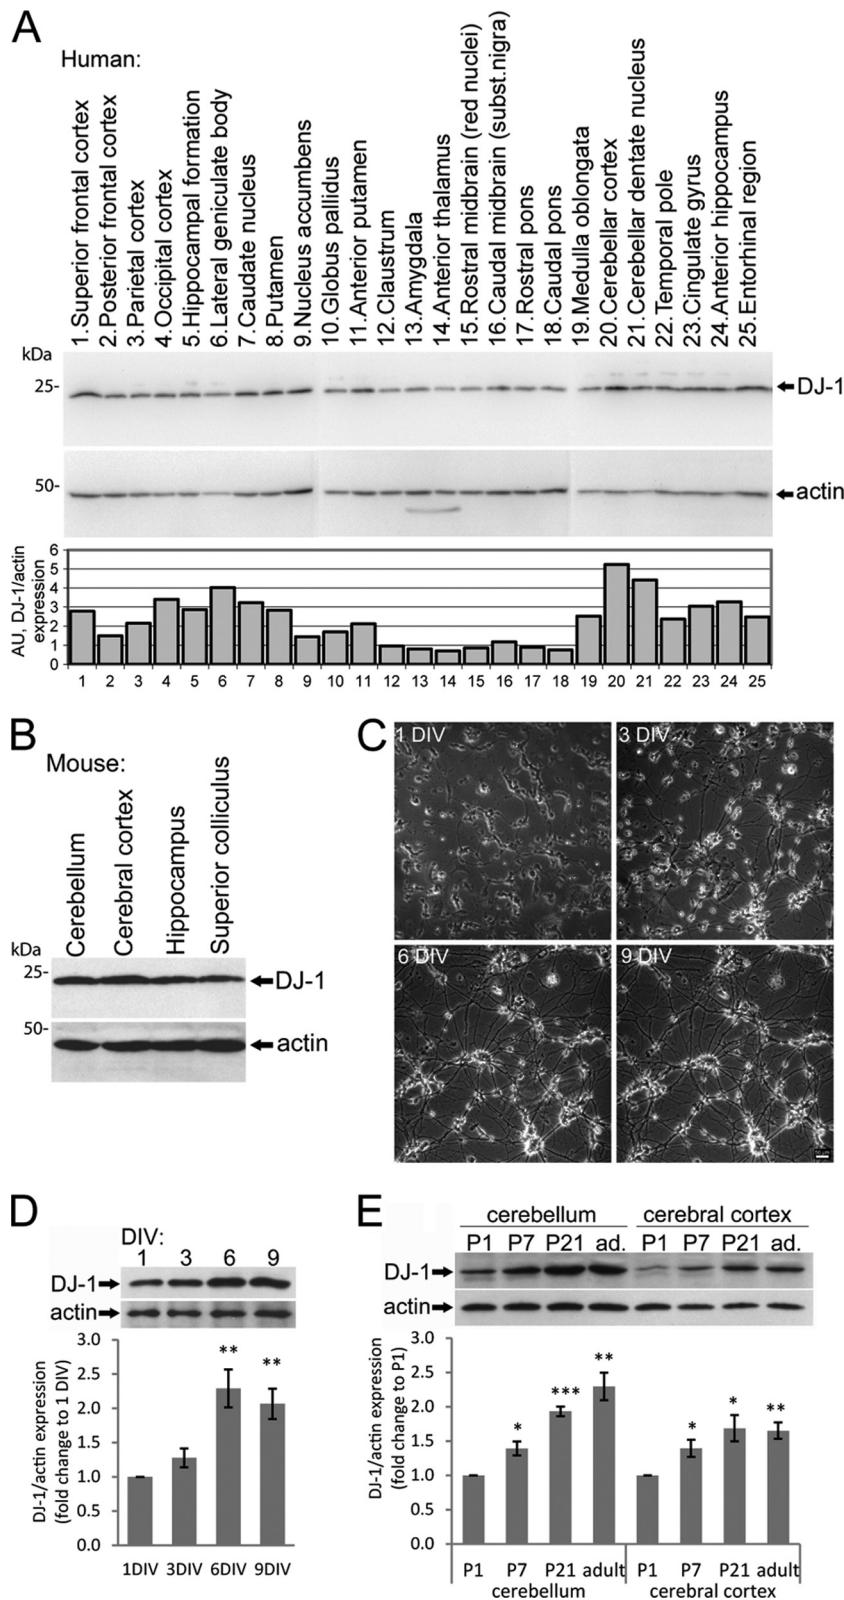 A
Human:
1.Superior frontal cortex
2.Posterior frontal cortex
3.Parietal cortex
4.Occipital cortex
5.Hippocampal formation
6.Lateral geniculate body
7.Caudate nucleus
8.Putamen
9.Nucleus accumbens
10.Globus pallidus
11.Anterior putamen
12.Claustrum
13.Amygdala
14.Anterior thalamus
15.Rostral midbrain (red nuclei)
16.Caudal midbrain (subst.nigra)
17.Rostral pons
18.Caudal pons
19.Medulla oblongata
20.Cerebellar cortex
21.Cerebellar dentate nucleus
22.Temporal pole
23.Cingulate gyrus
24.Anterior hippocampus
25.Entorhinal region
kDa
25-
DJ-1
50-
actin
AU, DJ-1/actin
expression
6
5
4
3
2
1
0
1 2 3 4 5 6 7 8 9 10 11 12 13 14 15 16 17 18 19 20 21 22 23 24 25
B
Mouse:
Cerebellum
Cerebral cortex
Hippocampus
Superior colliculus
kDa
25-
DJ-1
50-
actin
C
1 DIV
3 DIV
6 DIV
9 DIV
50 µm
D
DIV:
1 3 6 9
DJ-1
actin
DJ-1/actin expression
(fold change to 1 DIV)
3.0
2.5
2.0
1.5
1.0
0.5
0.0
** **
1DIV 3DIV 6DIV 9DIV
E
cerebellum cerebral cortex
P1 P7 P21 ad. P1 P7 P21 ad.
DJ-1
actin
DJ-1/actin expression
(fold change to P1)
3.0
2.5
2.0
1.5
1.0
0.5
0.0
* *** ** * * **
P1 P7 P21 adult P1 P7 P21 adult
cerebellum cerebral cortex